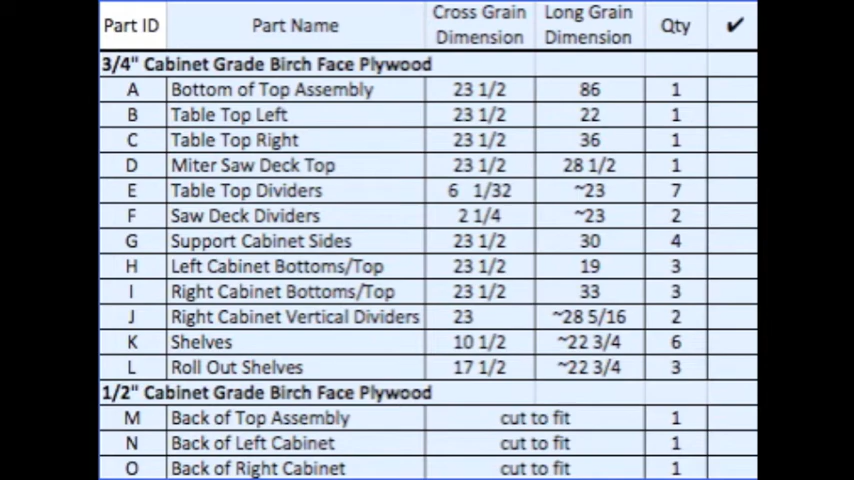 Part ID Part Name Cross Grain Dimension Long Grain Dimension Qty ✔
3/4" Cabinet Grade Birch Face Plywood
A Bottom of Top Assembly 23 1/2 86 1
B Table Top Left 23 1/2 22 1
C Table Top Right 23 1/2 36 1
D Miter Saw Deck Top 23 1/2 28 1/2 1
E Table Top Dividers 6 1/32 ~23 7
F Saw Deck Dividers 2 1/4 ~23 2
G Support Cabinet Sides 23 1/2 30 4
H Left Cabinet Bottoms/Top 23 1/2 19 3
I Right Cabinet Bottoms/Top 23 1/2 33 3
J Right Cabinet Vertical Dividers 23 ~28 5/16 2
K Shelves 10 1/2 ~22 3/4 6
L Roll Out Shelves 17 1/2 ~22 3/4 3
1/2" Cabinet Grade Birch Face Plywood
M Back of Top Assembly cut to fit 1
N Back of Left Cabinet cut to fit 1
O Back of Right Cabinet cut to fit 1